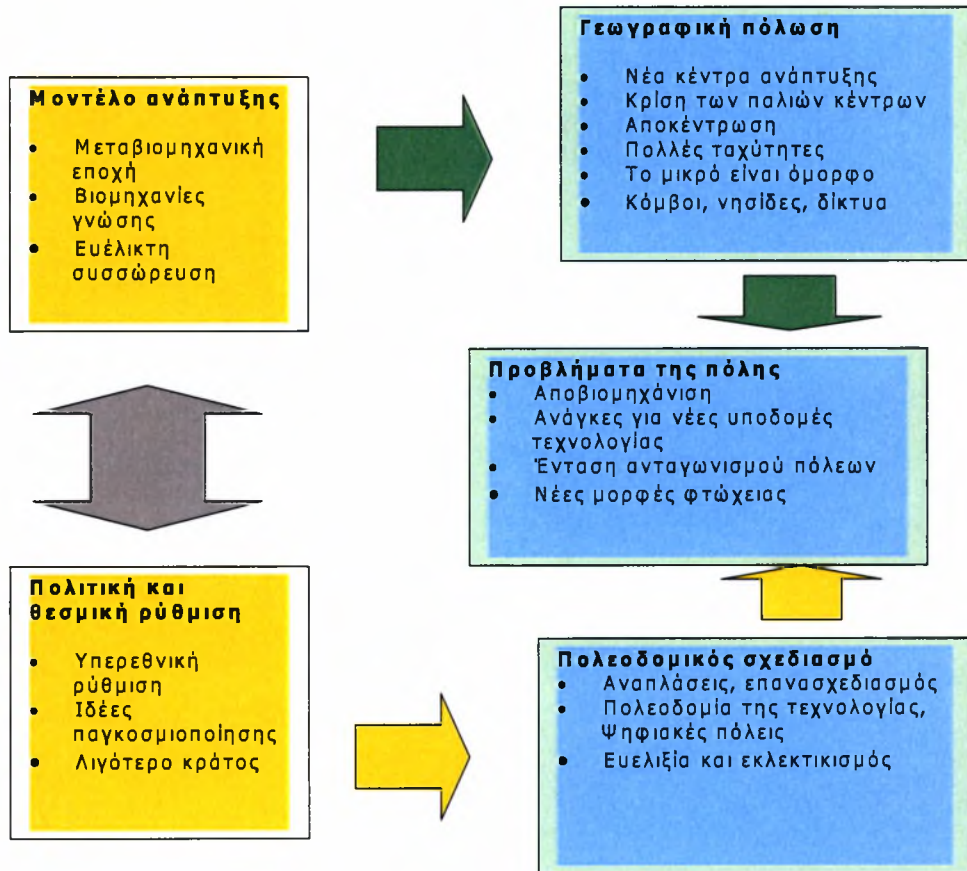 Μοντέλο ανάπτυξης
• Μεταβιομηχανική
εποχή
• Βιομηχανίες
γνώσης
• Ευέλικτη
συσσώρευση
Γεωγραφική πόλωση
• Νέα κέντρα ανάπτυξης
• Κρίση των παλιών κέντρων
• Αποκέντρωση
• Πολλές ταχύτητες
• Το μικρό είναι όμορφο
• Κόμβοι, νησίδες, δίκτυα
Προβλήματα της πόλης
• Αποβιομηχάνιση
• Ανάγκες για νέες υποδομές
τεχνολογίας
• Ένταση ανταγωνισμού πόλεων
• Νέες μορφές φτώχειας
Πολιτική και
θεσμική ρύθμιση
• Υπερεθνική
ρύθμιση
• Ιδέες
παγκοσμιοποίησης
• Λιγότερο κράτος
Πολεοδομικός σχεδιασμό
• Αναπλάσεις, επανασχεδιασμός
• Πολεοδομία της τεχνολογίας,
Ψηφιακές πόλεις
• Ευελιξία και εκλεκτικισμός